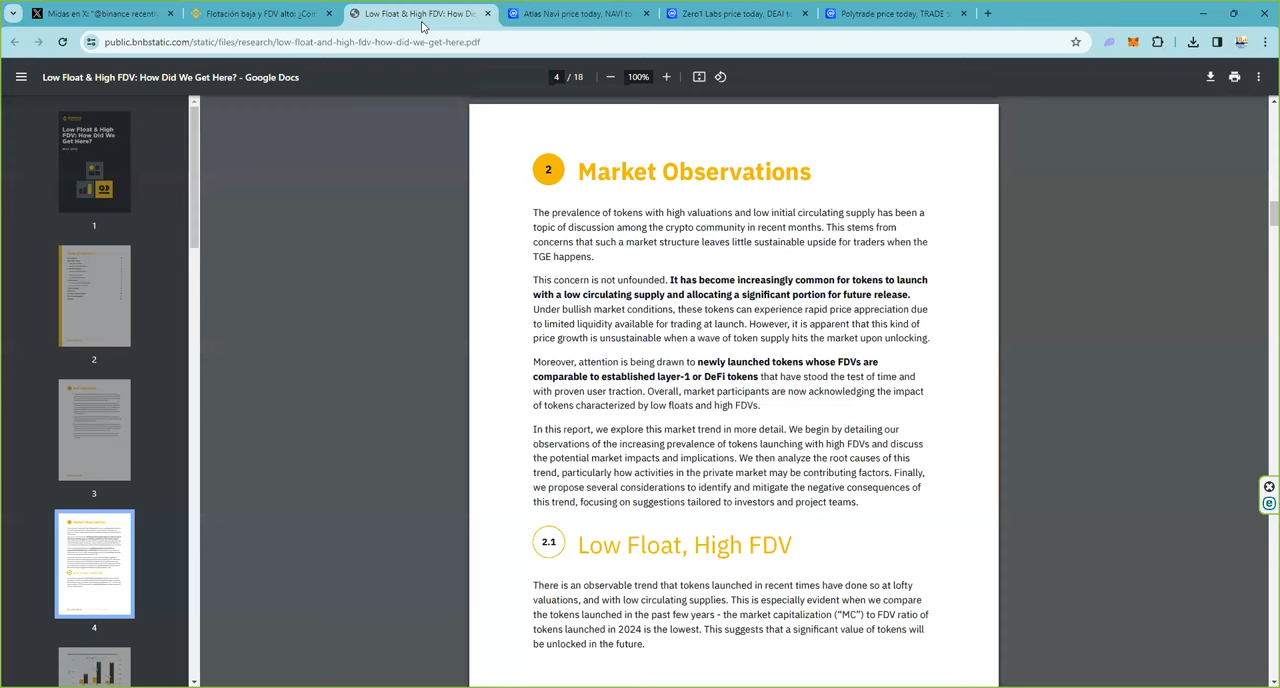 Midas en X: "@binance recentl
Flotación baja y FDV alto: ¿Cóm
Low Float & High FDV: How Di
Atlas Navi price today, NAVI to
Zero1 Labs price today, DEAI to
Polytrade price today, TRADE to
public.bnbstatic.com/static/files/research/low-float-and-high-fdv-how-did-we-get-here.pdf
Low Float & High FDV: How Did We Get Here? - Google Docs
4 / 18
100%
Low Float & High
FDV: How Did We
Get Here?
1
2
3
4
2 Market Observations
The prevalence of tokens with high valuations and low initial circulating supply has been a
topic of discussion among the crypto community in recent months. This stems from
concerns that such a market structure leaves little sustainable upside for traders when the
TGE happens.
This concern is not unfounded. It has become increasingly common for tokens to launch
with a low circulating supply and allocating a significant portion for future release.
Under bullish market conditions, these tokens can experience rapid price appreciation due
to limited liquidity available for trading at launch. However, it is apparent that this kind of
price growth is unsustainable when a wave of token supply hits the market upon unlocking.
Moreover, attention is being drawn to newly launched tokens whose FDVs are
comparable to established layer-1 or DeFi tokens that have stood the test of time and
with proven user traction. Overall, market participants are now acknowledging the impact
of tokens characterized by low floats and high FDVs.
In this report, we explore this market trend in more detail. We begin by detailing our
observations of the increasing prevalence of tokens launching with high FDVs and discuss
the potential market impacts and implications. We then analyze the root causes of this
trend, particularly how activities in the private market may be contributing factors. Finally,
we propose several considerations to identify and mitigate the negative consequences of
this trend, focusing on suggestions tailored to investors and project teams.
2.1 Low Float, High FDV
There is an observable trend that tokens launched in recent times have done so at lofty
valuations, and with low circulating supplies. This is especially evident when we compare
the tokens launched in the past few years - the market capitalization (“MC”) to FDV ratio of
tokens launched in 2024 is the lowest. This suggests that a significant value of tokens will
be unlocked in the future.